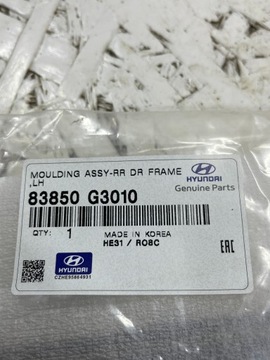 MOULDING ASSY-RR DR FRAME
,LH
HYUNDAI
Genuine Parts
83850 G3010
QTY: 1
MADE IN KOREA
HE31 / RO8C
EAC
HYUNDAI